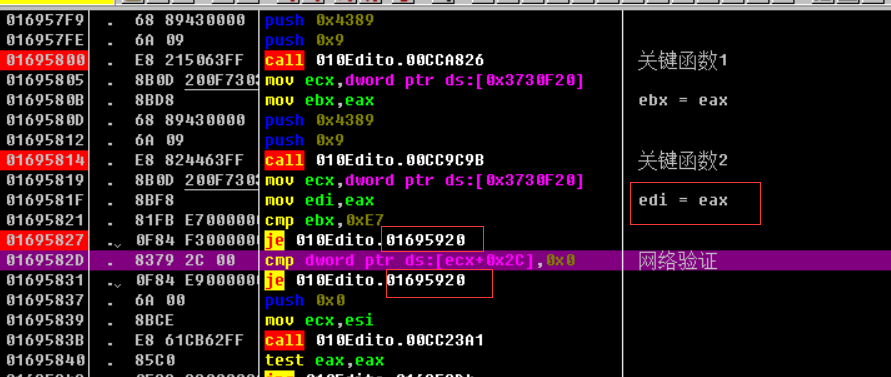 016957F9 . 68 89430000 push 0x4389
016957FE . 6A 09 push 0x9
01695800 . E8 215063FF call 010Edito.00CCA826 关键函数1
01695805 . 8B0D 200F7303 mov ecx,dword ptr ds:[0x3730F20]
0169580B . 8BD8 mov ebx,eax ebx = eax
0169580D . 68 89430000 push 0x4389
01695812 . 6A 09 push 0x9
01695814 . E8 824463FF call 010Edito.00CC9C9B 关键函数2
01695819 . 8B0D 200F7303 mov ecx,dword ptr ds:[0x3730F20]
0169581F . 8BF8 mov edi,eax edi = eax
01695821 . 81FB E7000000 cmp ebx,0xE7
01695827 . 0F84 F3000000 je 010Edito.01695920
0169582D . 8379 2C 00 cmp dword ptr ds:[ecx+0x2C],0x0 网络验证
01695831 . 0F84 E9000000 je 010Edito.01695920
01695837 . 6A 00 push 0x0
01695839 . 8BCE mov ecx,esi
0169583B . E8 61CB62FF call 010Edito.00CC23A1
01695840 . 85C0 test eax,eax